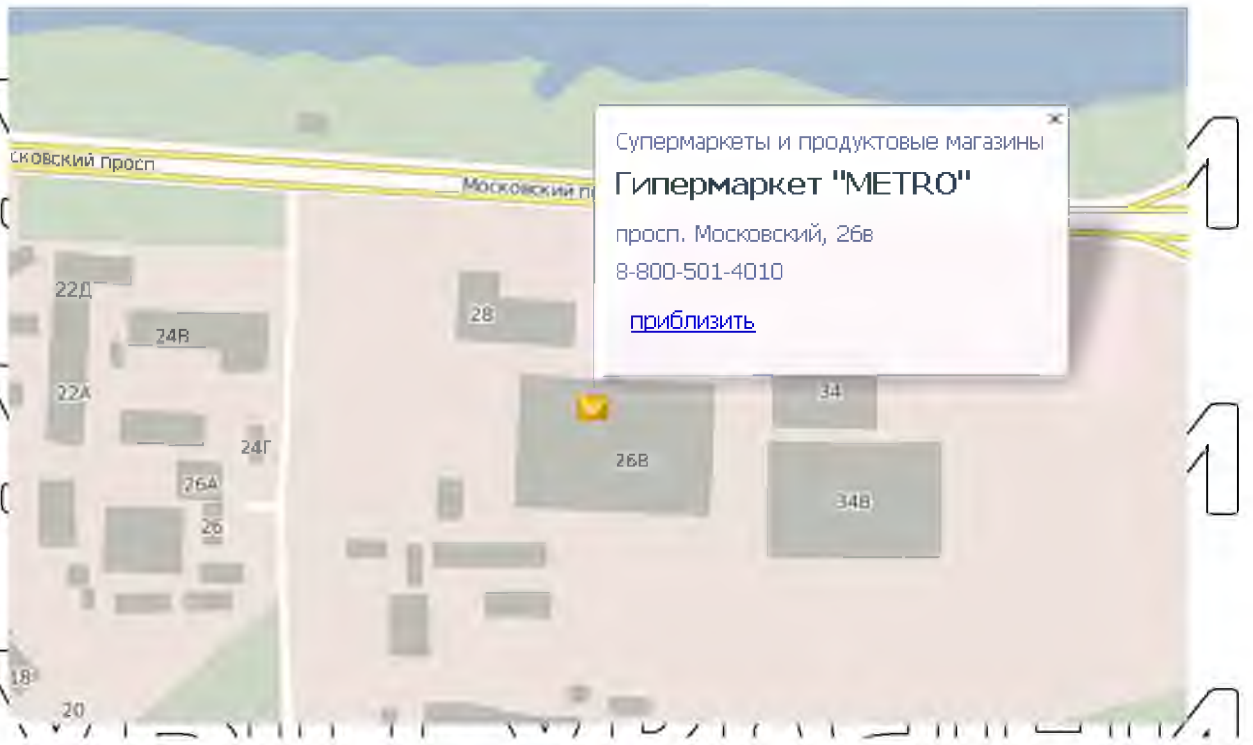 Супермаркеты и продуктовые магазины
сковский просп
Московский п
Гипермаркет "METRO"
просп. Московский, 26в
8-800-501-4010
22Д
28
приблизить
24В
22А
34
24Г
26В
26А
34В
26
18
20